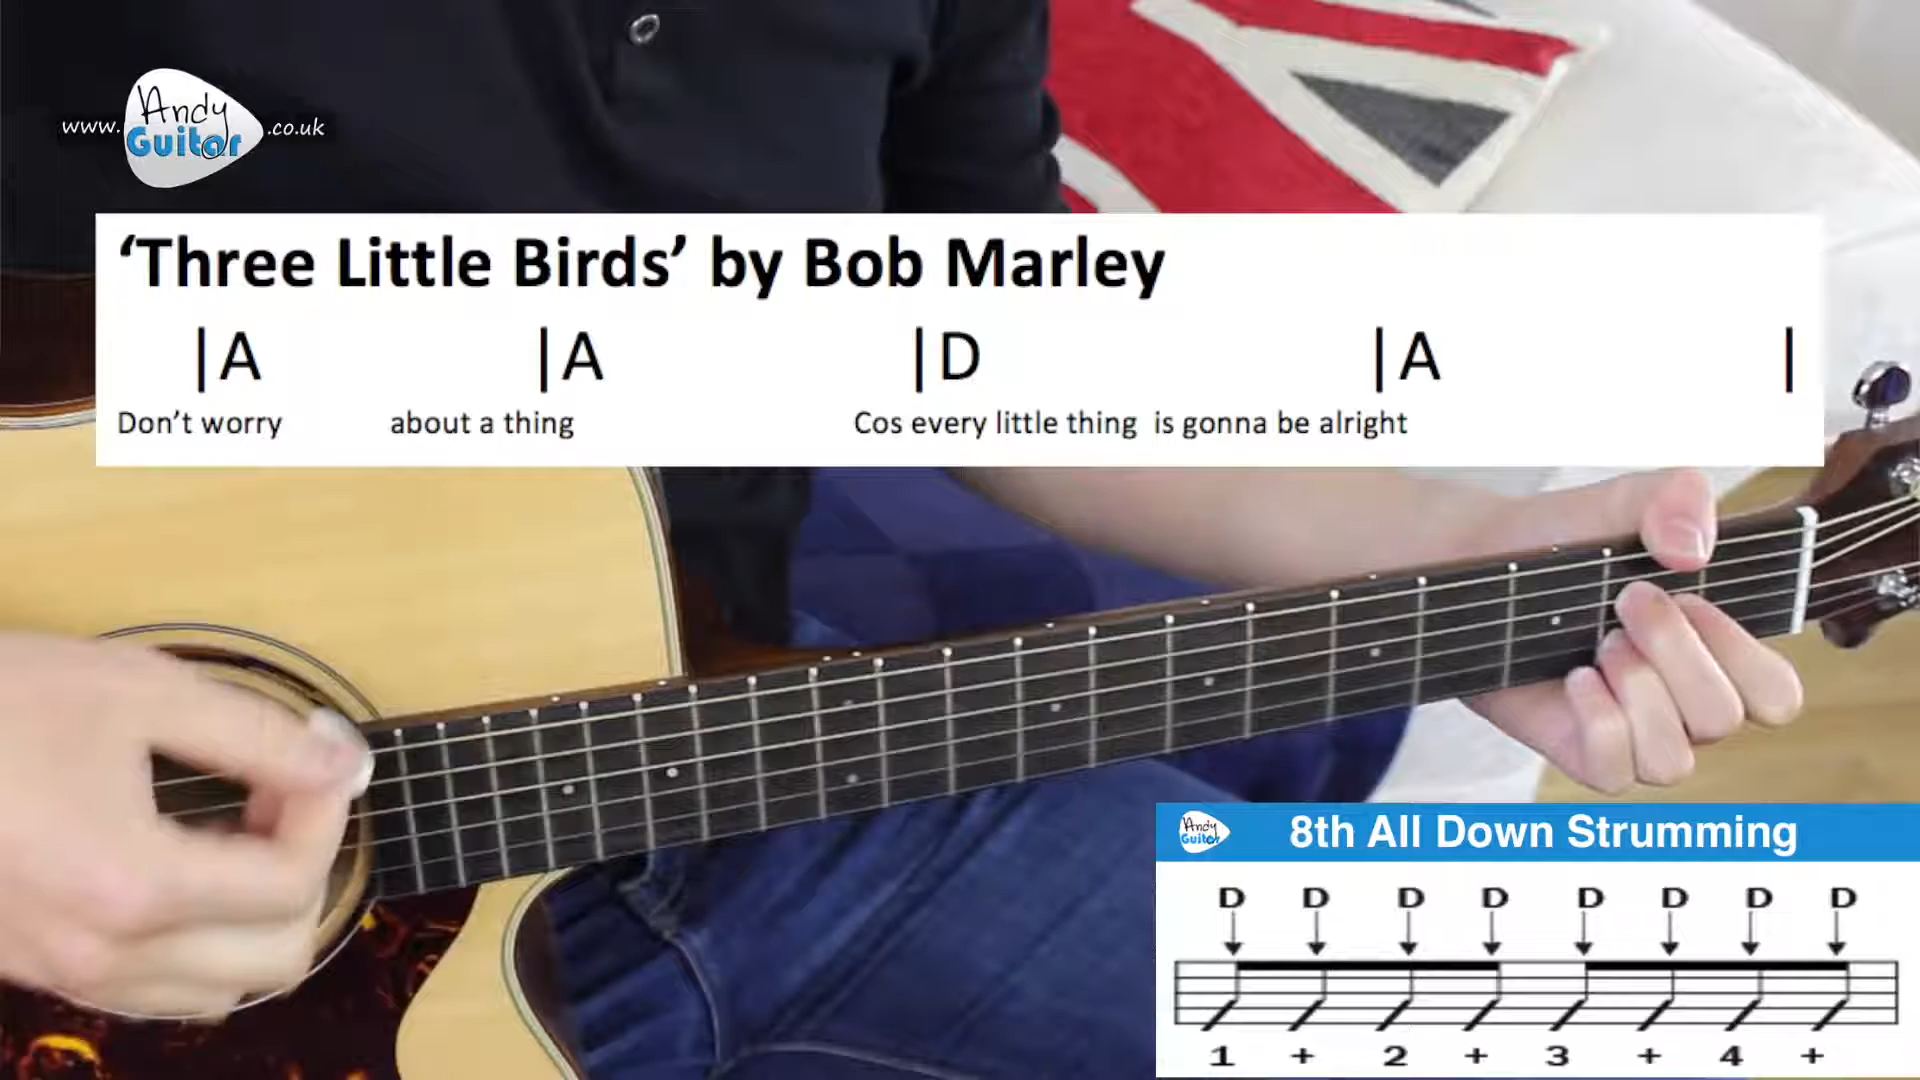 www.Andy Guitar.co.uk
‘Three Little Birds’ by Bob Marley
|A |A |D |A |
Don’t worry about a thing Cos every little thing is gonna be alright
Andy Guitar
8th All Down Strumming
D D D D D D D D
1 + 2 + 3 + 4 +